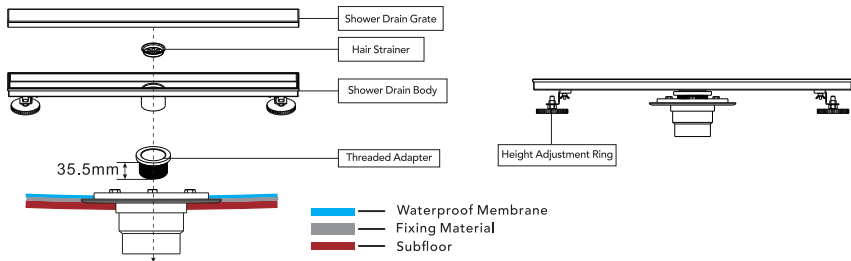 Shower Drain Grate
Hair Strainer
Shower Drain Body
Threaded Adapter
35.5mm
Height Adjustment Ring
Waterproof Membrane
Fixing Material
Subfloor